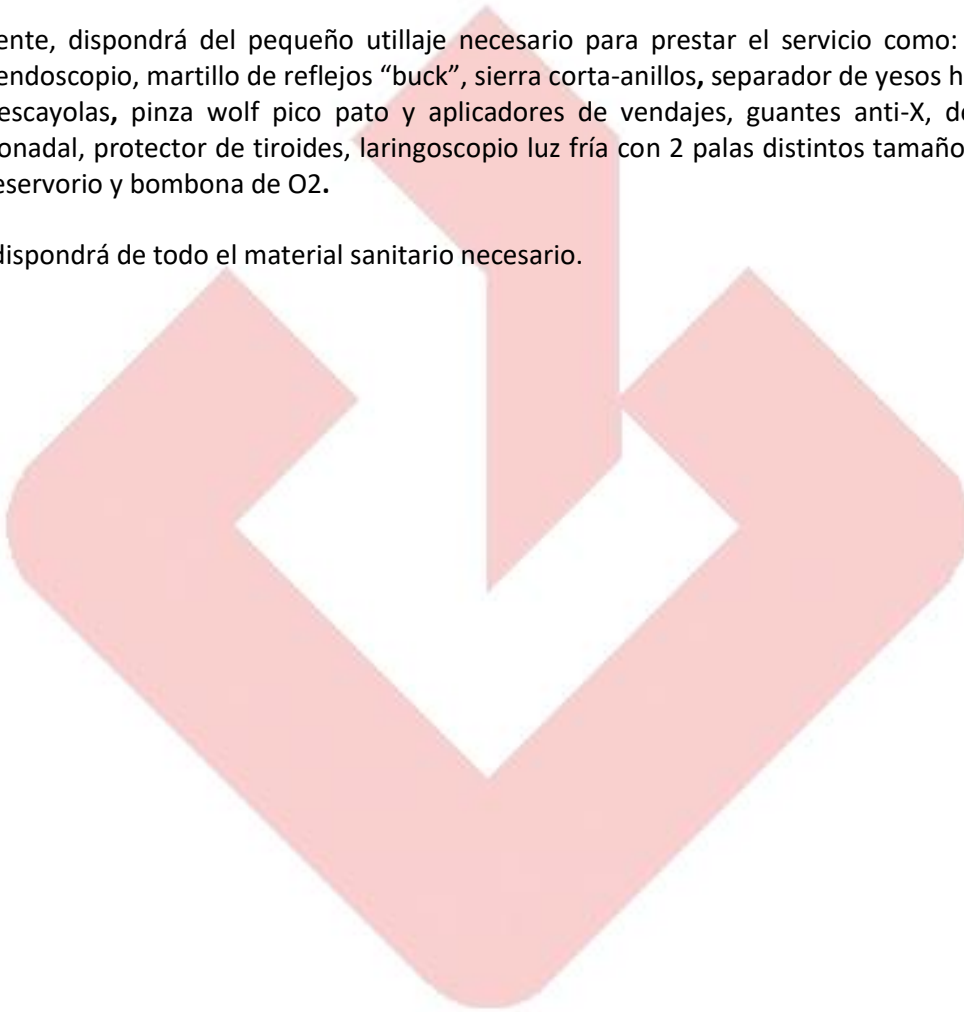 ente, dispondrá del pequeño utillaje necesario para prestar el servicio como:
endoscopio, martillo de reflejos “buck”, sierra corta-anillos, separador de yesos h
escayolas, pinza wolf pico pato y aplicadores de vendajes, guantes anti-X, de
onadal, protector de tiroides, laringoscopio luz fría con 2 palas distintos tamaño
eservorio y bombona de O2.
dispondrá de todo el material sanitario necesario.